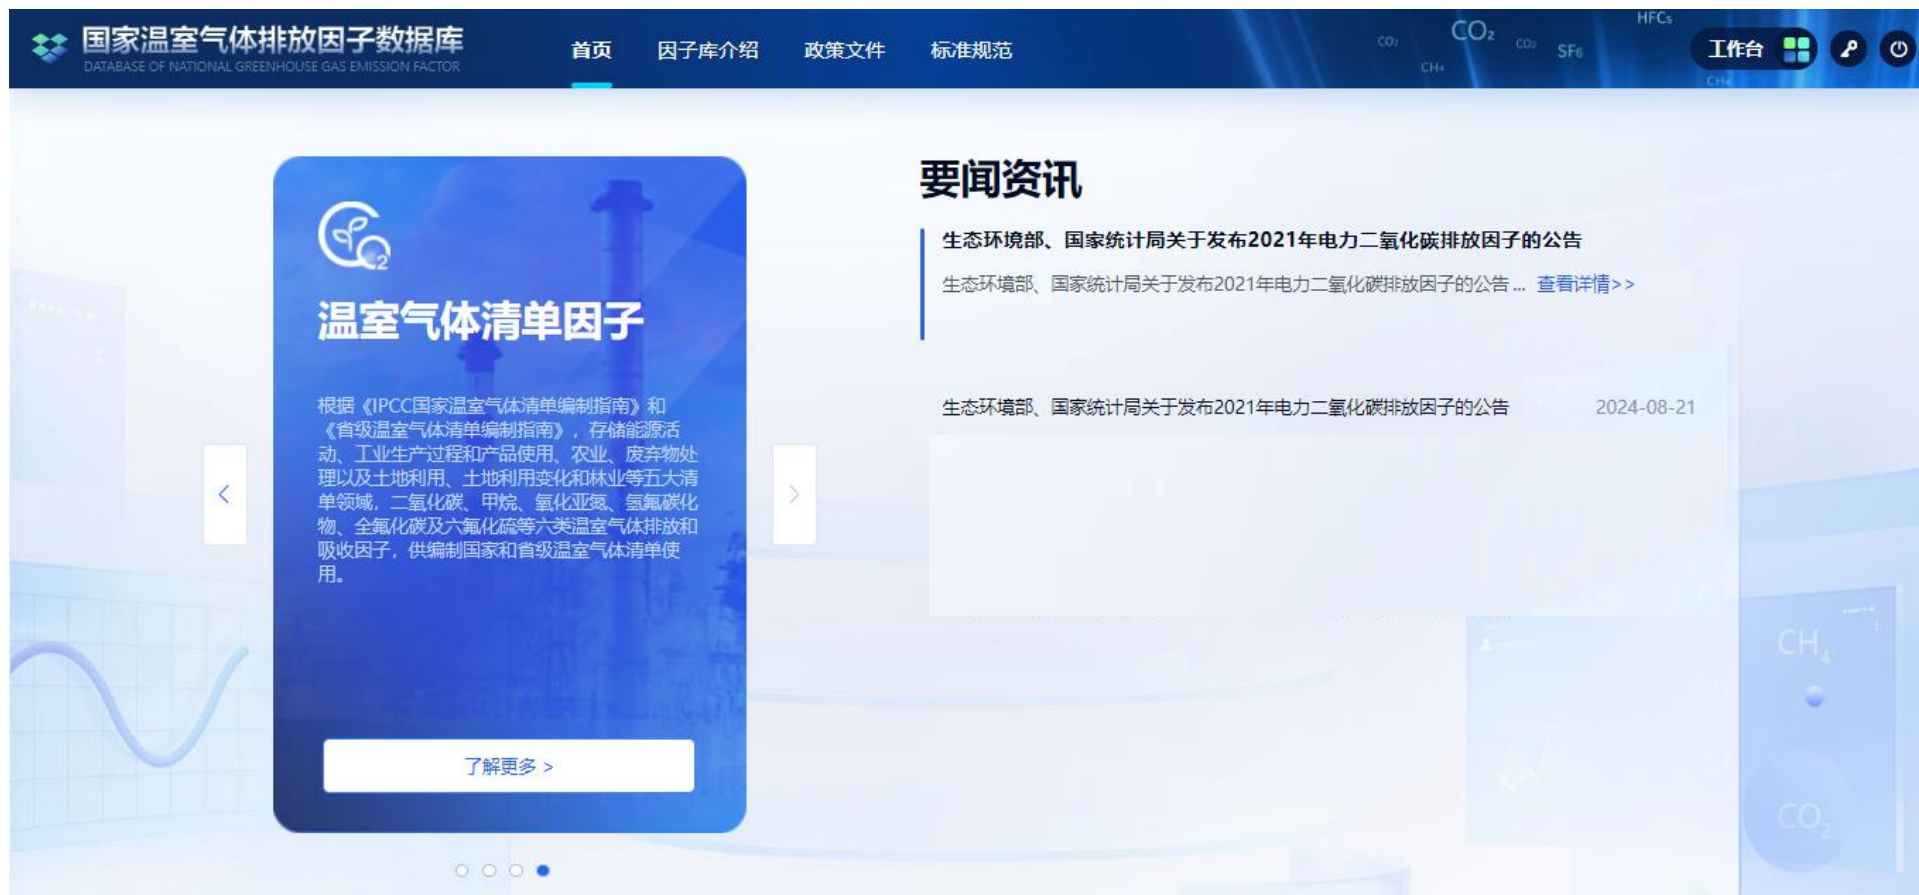 国家温室气体排放因子数据库
DATABASE OF NATIONAL GREENHOUSE GAS EMISSION FACTOR
首页
因子库介绍
政策文件
标准规范
CO₂
CO₂
CH₄
CO₂
SF₆
HFCs
CH₄
工作台
温室气体清单因子
根据《IPCC国家温室气体清单编制指南》和
《省级温室气体清单编制指南》，存储能源活
动、工业生产过程和产品使用、农业、废弃物处
理以及土地利用、土地利用变化和林业等五大清
单领域，二氧化碳、甲烷、氧化亚氮、氢氟碳化
物、全氟化碳及六氟化硫等六类温室气体排放和
吸收因子，供编制国家和省级温室气体清单使
用。
了解更多 >
要闻资讯
生态环境部、国家统计局关于发布2021年电力二氧化碳排放因子的公告
生态环境部、国家统计局关于发布2021年电力二氧化碳排放因子的公告 ... 查看详情>>
生态环境部、国家统计局关于发布2021年电力二氧化碳排放因子的公告 2024-08-21
CH₄
CO₂